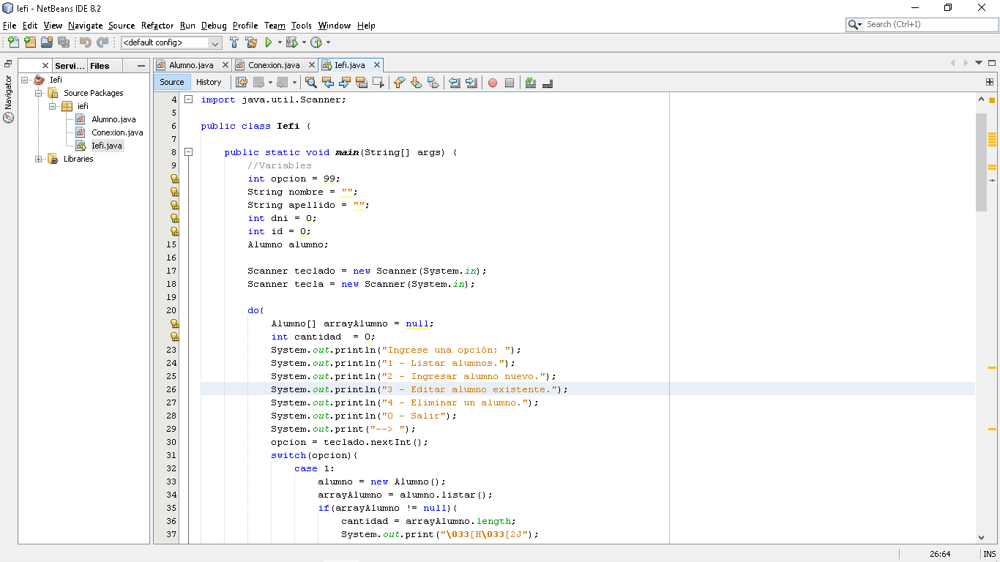 Iefi - NetBeans IDE 8.2
File Edit View Navigate Source Refactor Run Debug Profile Team Tools Window Help
Search (Ctrl+I)
<default config>
Servi... Files
Navigator
Iefi
Source Packages
iefi
Alumno.java
Conexion.java
Iefi.java
Libraries
Alumno.java Conexion.java Iefi.java
Source History
4 import java.util.Scanner;
5
6 public class Iefi {
7
8 public static void main(String[] args) {
9 //Variables
int opcion = 99;
String nombre = "";
String apellido = "";
int dni = 0;
int id = 0;
15 Alumno alumno;
16
17 Scanner teclado = new Scanner(System.in);
18 Scanner tecla = new Scanner(System.in);
19
20 do{
Alumno[] arrayAlumno = null;
int cantidad  = 0;
23 System.out.println("Ingrese una opción: ");
24 System.out.println("1 - Listar alumnos.");
25 System.out.println("2 - Ingresar alumno nuevo.");
26 System.out.println("3 - Editar alumno existente.");
27 System.out.println("4 - Eliminar un alumno.");
28 System.out.println("0 - Salir");
29 System.out.print("--> ");
30 opcion = teclado.nextInt();
31 switch(opcion){
32 case 1:
33 alumno = new Alumno();
34 arrayAlumno = alumno.listar();
35 if(arrayAlumno != null){
36 cantidad = arrayAlumno.length;
37 System.out.print("\033[H\033[2J");
26:64 INS